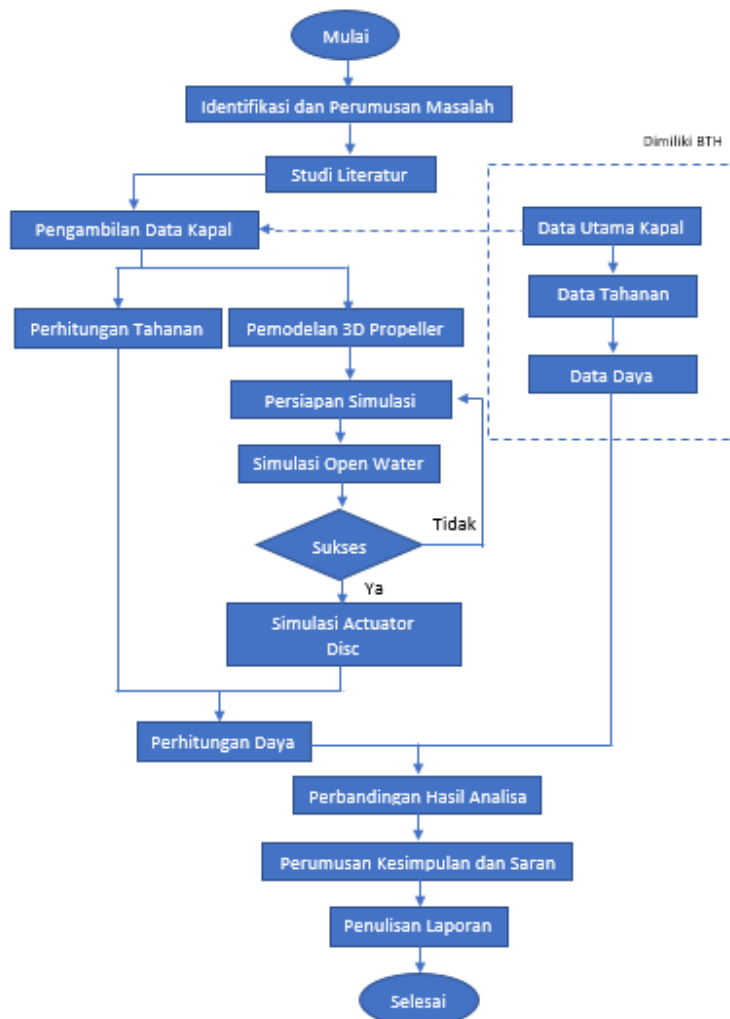 Mulai
Identifikasi dan Perumusan Masalah
Dimiliki BTH
Studi Literatur
Pengambilan Data Kapal
Data Utama Kapal
Data Tahanan
Perhitungan Tahanan
Pemodelan 3D Propeller
Data Daya
Persiapan Simulasi
Simulasi Open Water
Tidak
Sukses
Ya
Simulasi Actuator
Disc
Perhitungan Daya
Perbandingan Hasil Analisa
Perumusan Kesimpulan dan Saran
Penulisan Laporan
Selesai